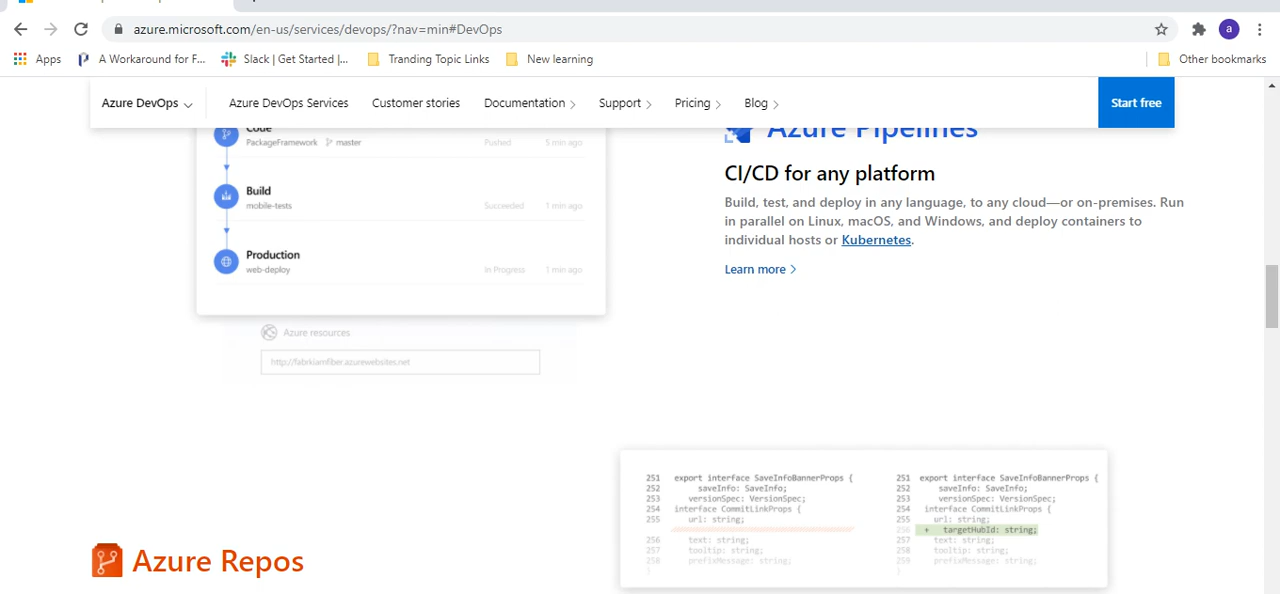 azure.microsoft.com/en-us/services/devops/?nav=min#DevOps
a
Apps
A Workaround for F...
Slack | Get Started |...
Tranding Topic Links
New learning
Other bookmarks
Azure DevOps
Azure DevOps Services
Customer stories
Documentation
Support
Pricing
Blog
Start free
Code
PackageFramework
master
Pushed
5 min ago
Build
mobile-tests
Succeeded
1 min ago
Production
web-deploy
In Progress
1 min ago
Azure resources
http://fabrkiamfiber.azurewebsites.net
Azure Pipelines
CI/CD for any platform
Build, test, and deploy in any language, to any cloud—or on-premises. Run
in parallel on Linux, macOS, and Windows, and deploy containers to
individual hosts or Kubernetes.
Learn more
Azure Repos
251 export interface SaveInfoBannerProps {
252 saveInfo: SaveInfo;
253 versionSpec: VersionSpec;
254 interface CommitLinkProps {
255 url: string;
256 text: string;
257 tooltip: string;
258 prefixMessage: string;
}
251 export interface SaveInfoBannerProps {
252 saveInfo: SaveInfo;
253 versionSpec: VersionSpec;
254 interface CommitLinkProps {
255 url: string;
256 + targetHubId: string;
257 text: string;
258 tooltip: string;
259 prefixMessage: string;
}